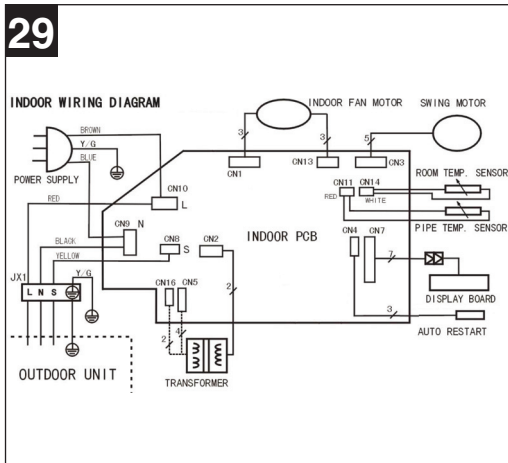 29
INDOOR WIRING DIAGRAM
INDOOR FAN MOTOR
SWING MOTOR
BROWN
Y/G
BLUE
POWER SUPPLY
3
3
5
CN1
CN13
CN3
ROOM TEMP. SENSOR
CN10
L
CN11
CN14
RED
WHITE
RED
PIPE TEMP. SENSOR
CN9
N
INDOOR PCB
CN4
CN7
BLACK
CN8
S
CN2
YELLOW
7
JX1
Y/G
CN16
CN5
2
L N S
DISPLAY BOARD
2
4
3
AUTO RESTART
OUTDOOR UNIT
TRANSFORMER